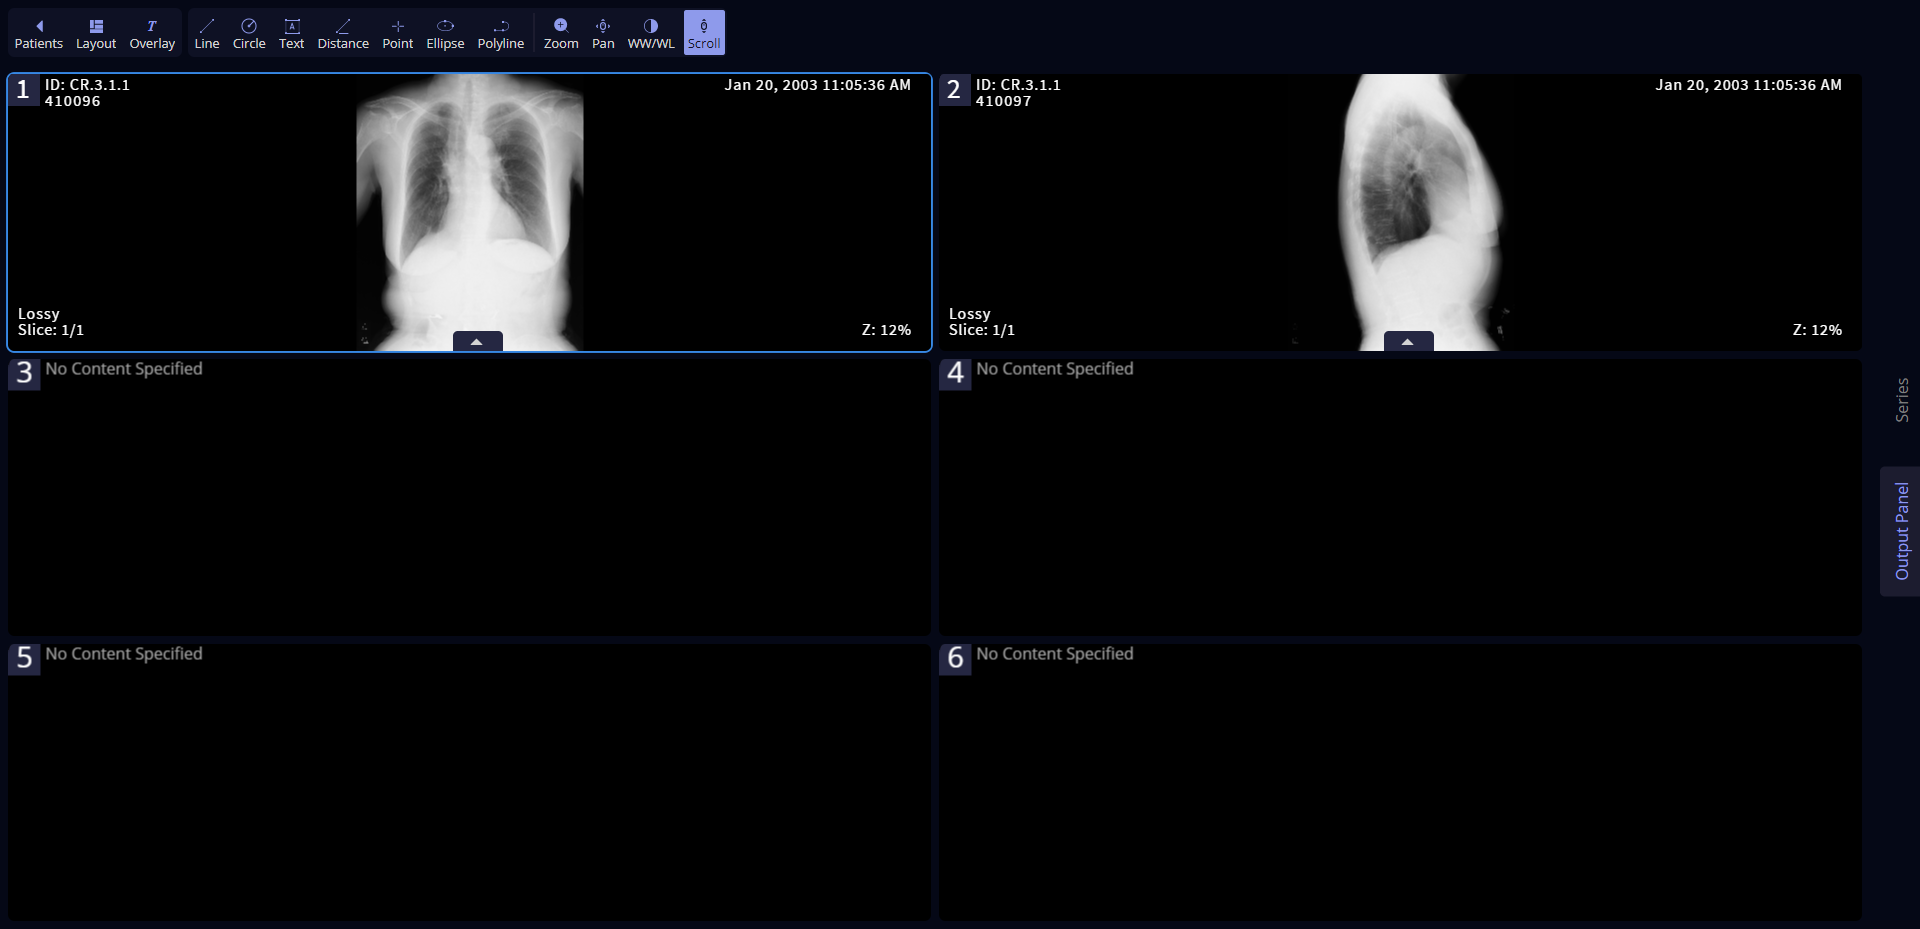 Patients Layout Overlay Line Circle Text Distance Point Ellipse Polyline Zoom Pan WW/WL Scroll
1 ID: CR.3.1.1
410096
Jan 20, 2003 11:05:36 AM
Lossy
Slice: 1/1
Z: 12%
2 ID: CR.3.1.1
410097
Jan 20, 2003 11:05:36 AM
Lossy
Slice: 1/1
Z: 12%
3 No Content Specified
4 No Content Specified
5 No Content Specified
6 No Content Specified
Series
Output Panel